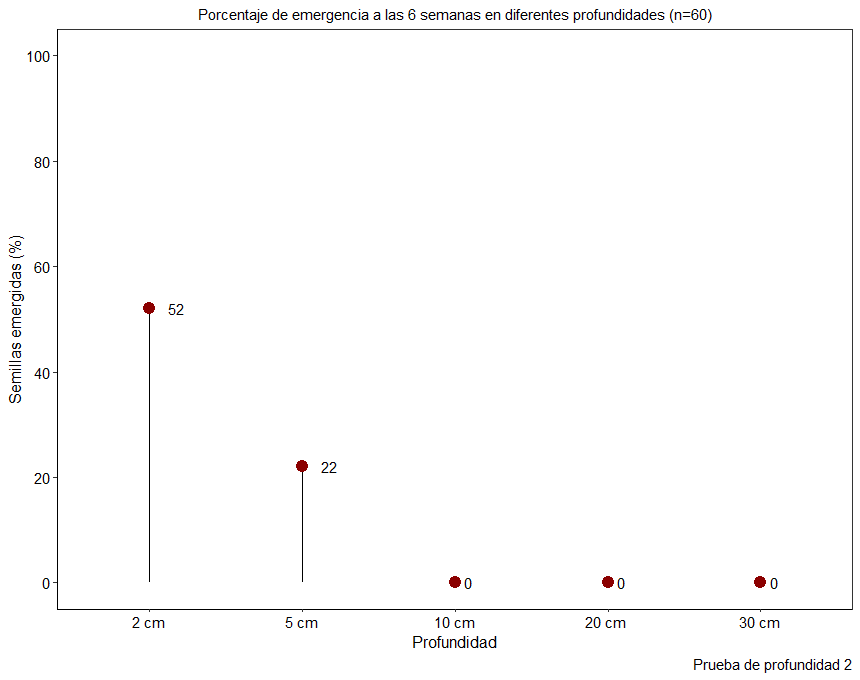 Porcentaje de emergencia a las 6 semanas en diferentes profundidades (n=60)
Semillas emergidas (%)
100
80
60
40
20
0
52
22
0
0
0
2 cm
5 cm
10 cm
20 cm
30 cm
Profundidad
Prueba de profundidad 2